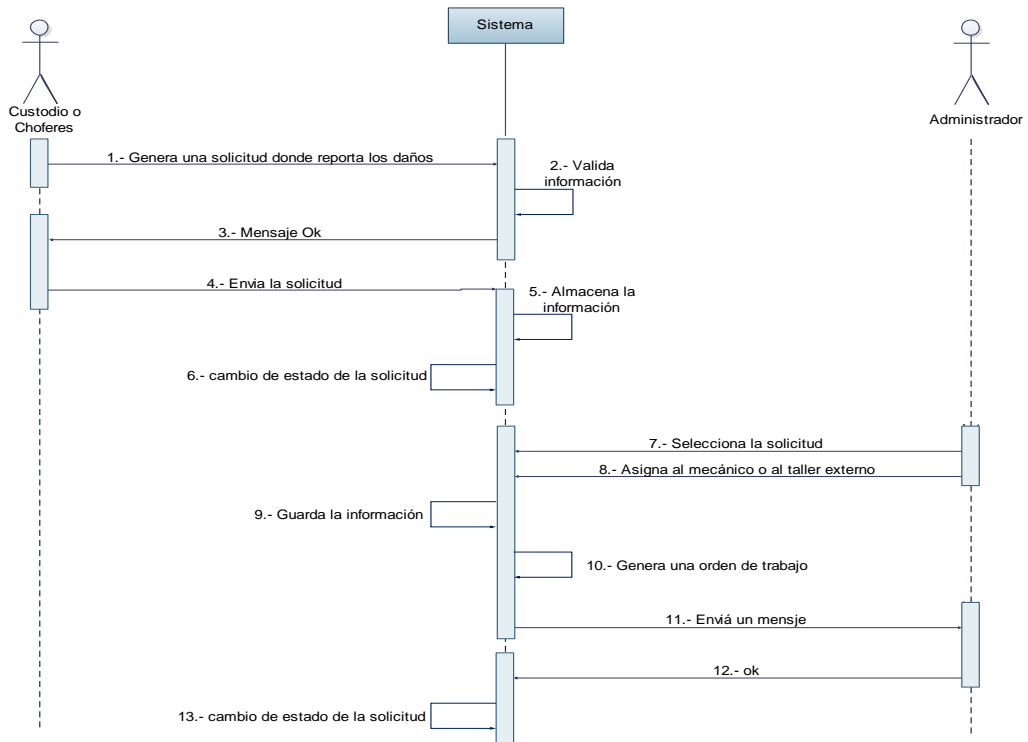 Sistema
Custodio o
Choferes
Administrador
1.- Genera una solicitud donde reporta los daños
2.- Valida
información
3.- Mensaje Ok
4.- Envia la solicitud
5.- Almacena la
información
6.- cambio de estado de la solicitud
7.- Selecciona la solicitud
8.- Asigna al mecánico o al taller externo
9.- Guarda la información
10.- Genera una orden de trabajo
11.- Enviá un mensje
12.- ok
13.- cambio de estado de la solicitud